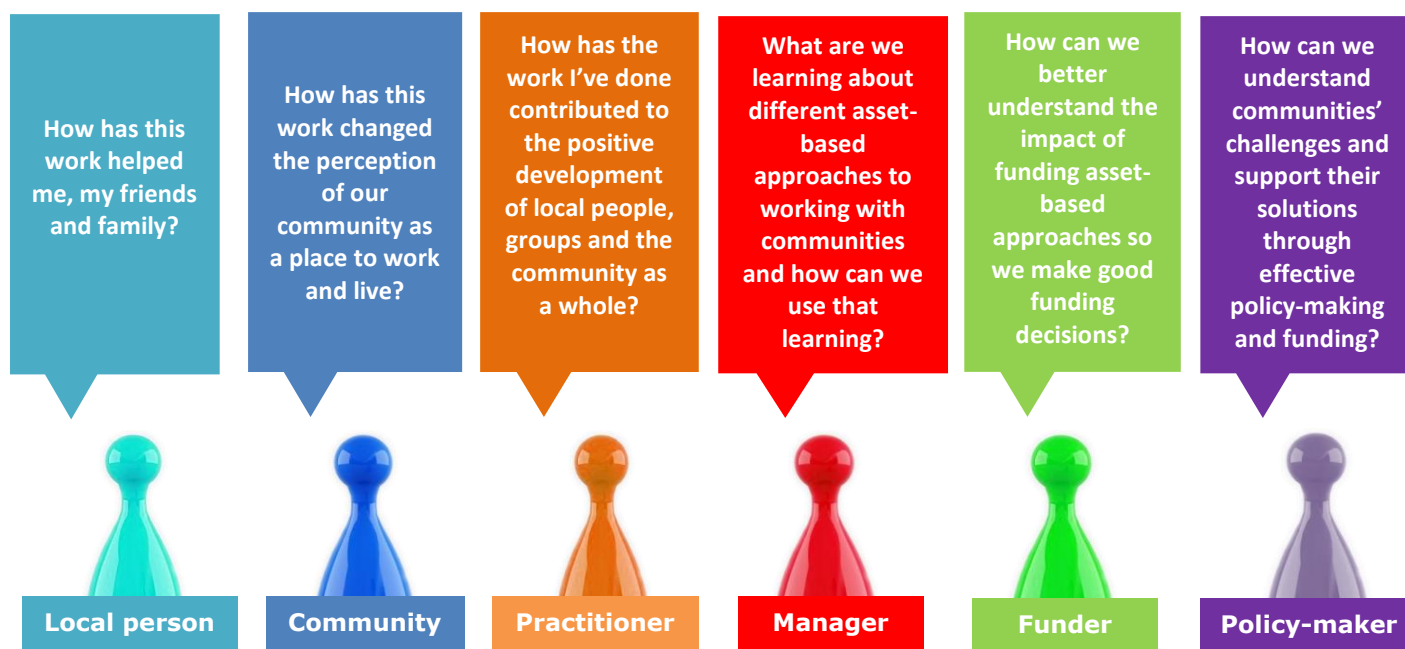 How has this
work helped
me, my friends
and family?
How has this
work changed
the perception
of our
community as
a place to work
and live?
How has the
work I’ve done
contributed to
the positive
development
of local people,
groups and the
community as
a whole?
What are we
learning about
different asset-
based
approaches to
working with
communities
and how can we
use that
learning?
How can we
better
understand the
impact of
funding asset-
based
approaches so
we make good
funding
decisions?
How can we
understand
communities’
challenges and
support their
solutions
through
effective
policy-making
and funding?
Local person
Community
Practitioner
Manager
Funder
Policy-maker